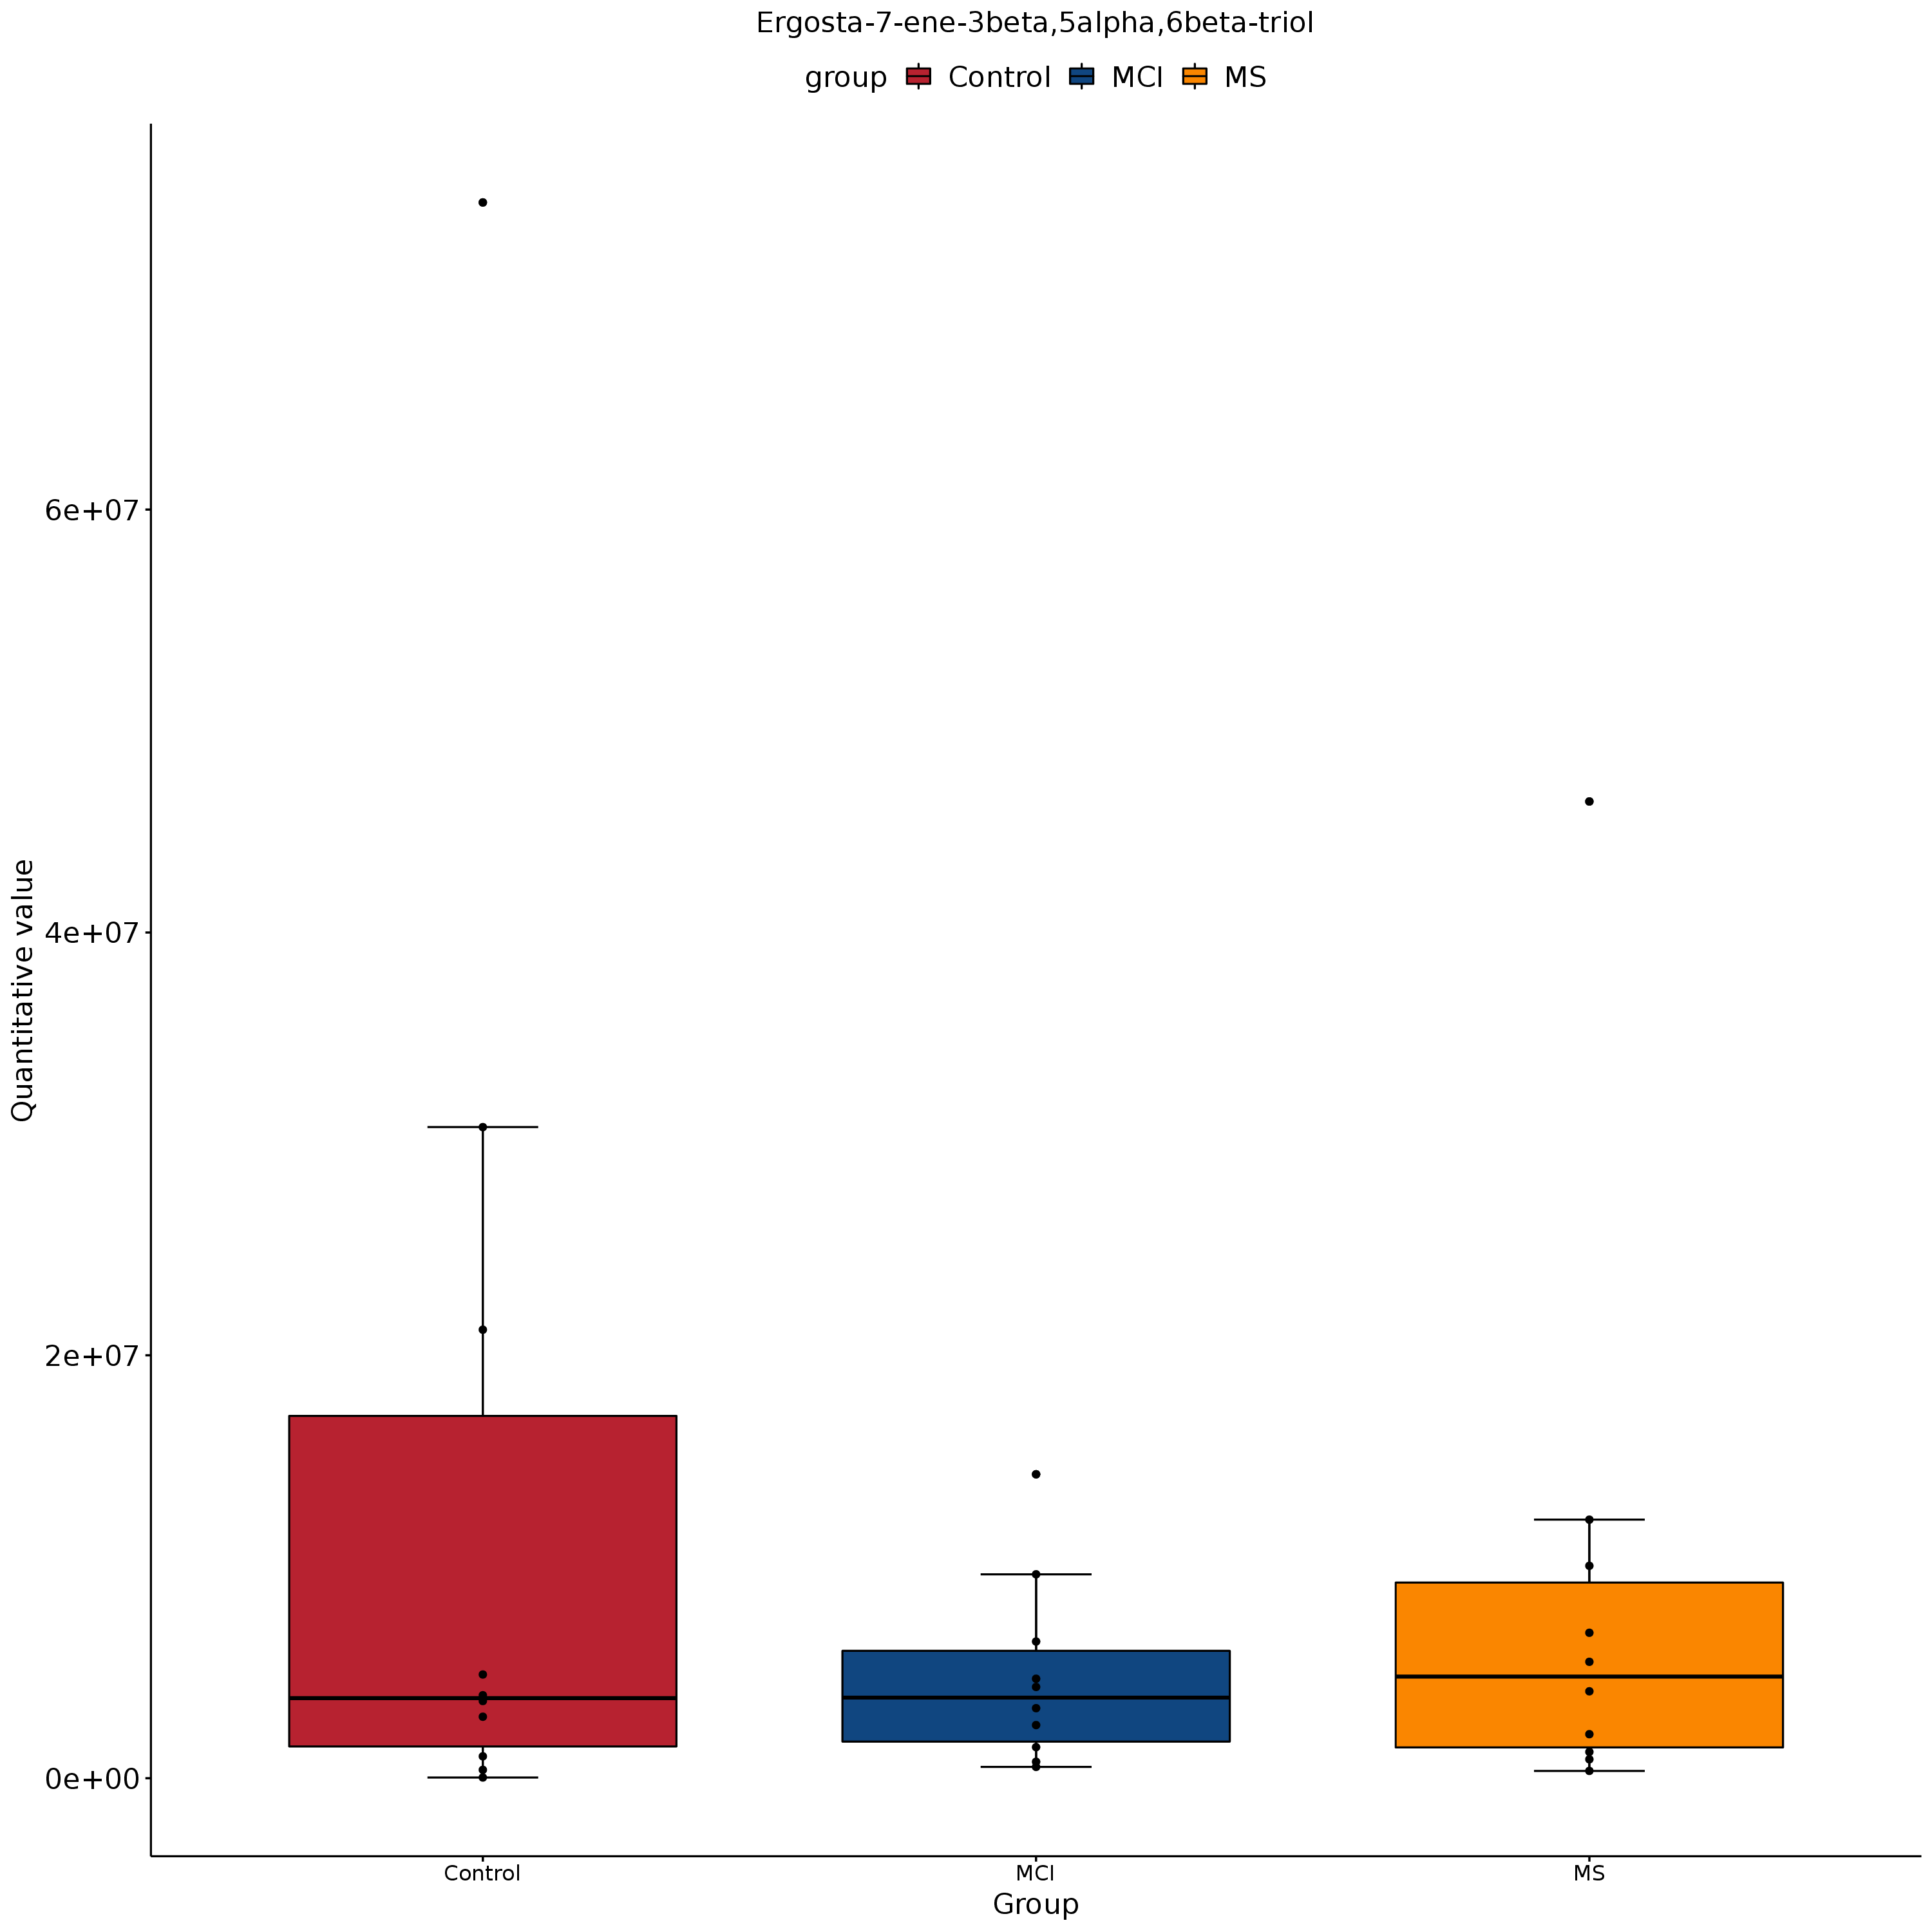 Ergosta-7-ene-3beta,5alpha,6beta-triol
group Control MCI MS
Quantitative value
6e+07
4e+07
2e+07
0e+00
Control MCI MS
Group